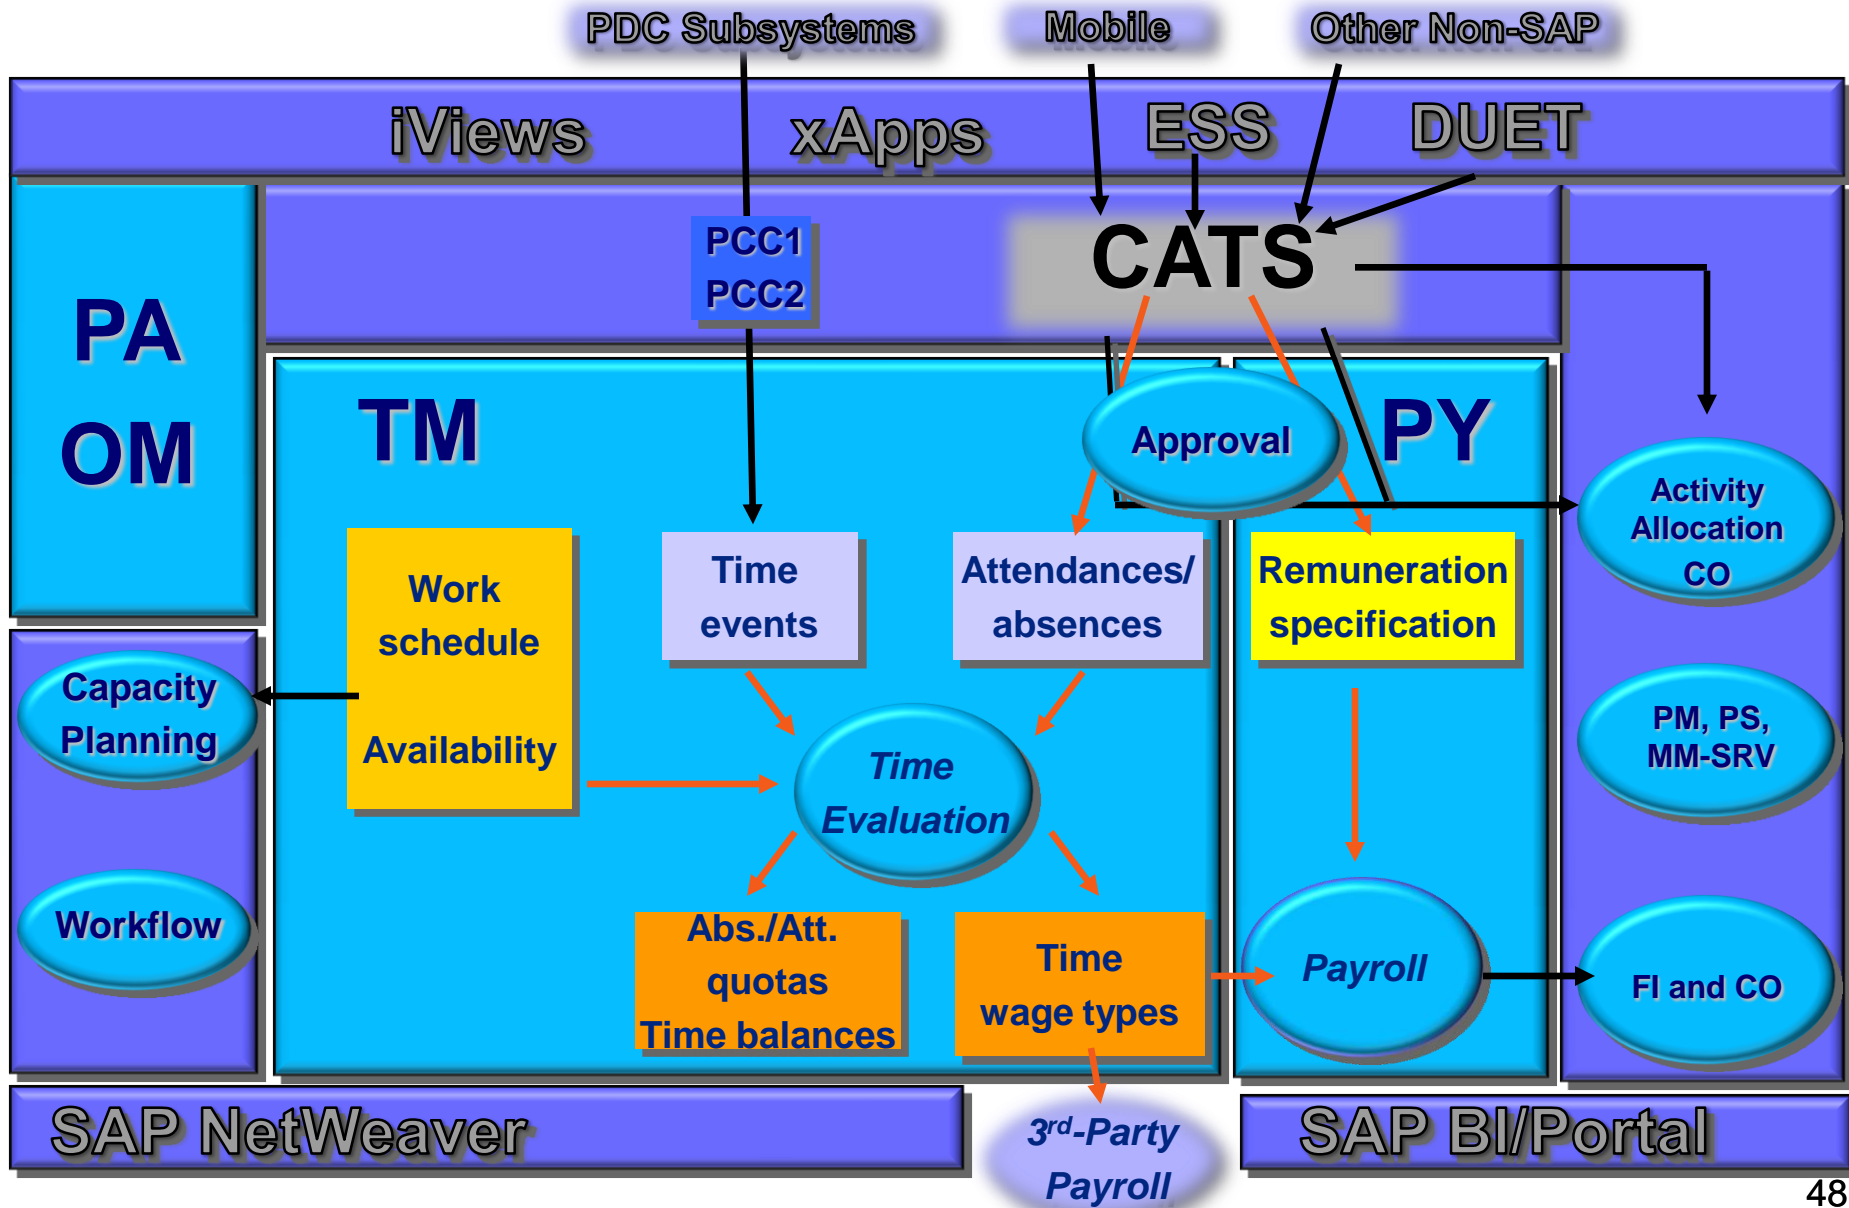 PDC Subsystems
Mobile
Other Non-SAP
iViews
xApps
ESS
DUET
PA
OM
PCC1
PCC2
CATS
TM
PY
Approval
Work
schedule
Availability
Time
events
Attendances/
absences
Remuneration
specification
Activity
Allocation
CO
Capacity
Planning
PM, PS,
MM-SRV
Time
Evaluation
Workflow
Abs./Att.
quotas
Time balances
Time
wage types
Payroll
FI and CO
SAP NetWeaver
3rd-Party
Payroll
SAP BI/Portal
48